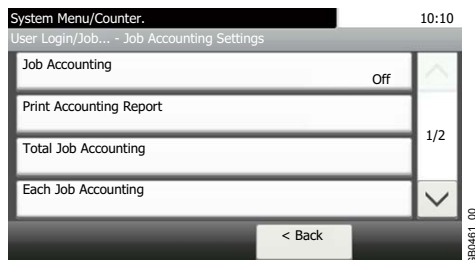 System Menu/Counter.
10:10
User Login/Job... - Job Accounting Settings
Job Accounting
Off
Print Accounting Report
1/2
Total Job Accounting
Each Job Accounting
< Back
GB0461_00